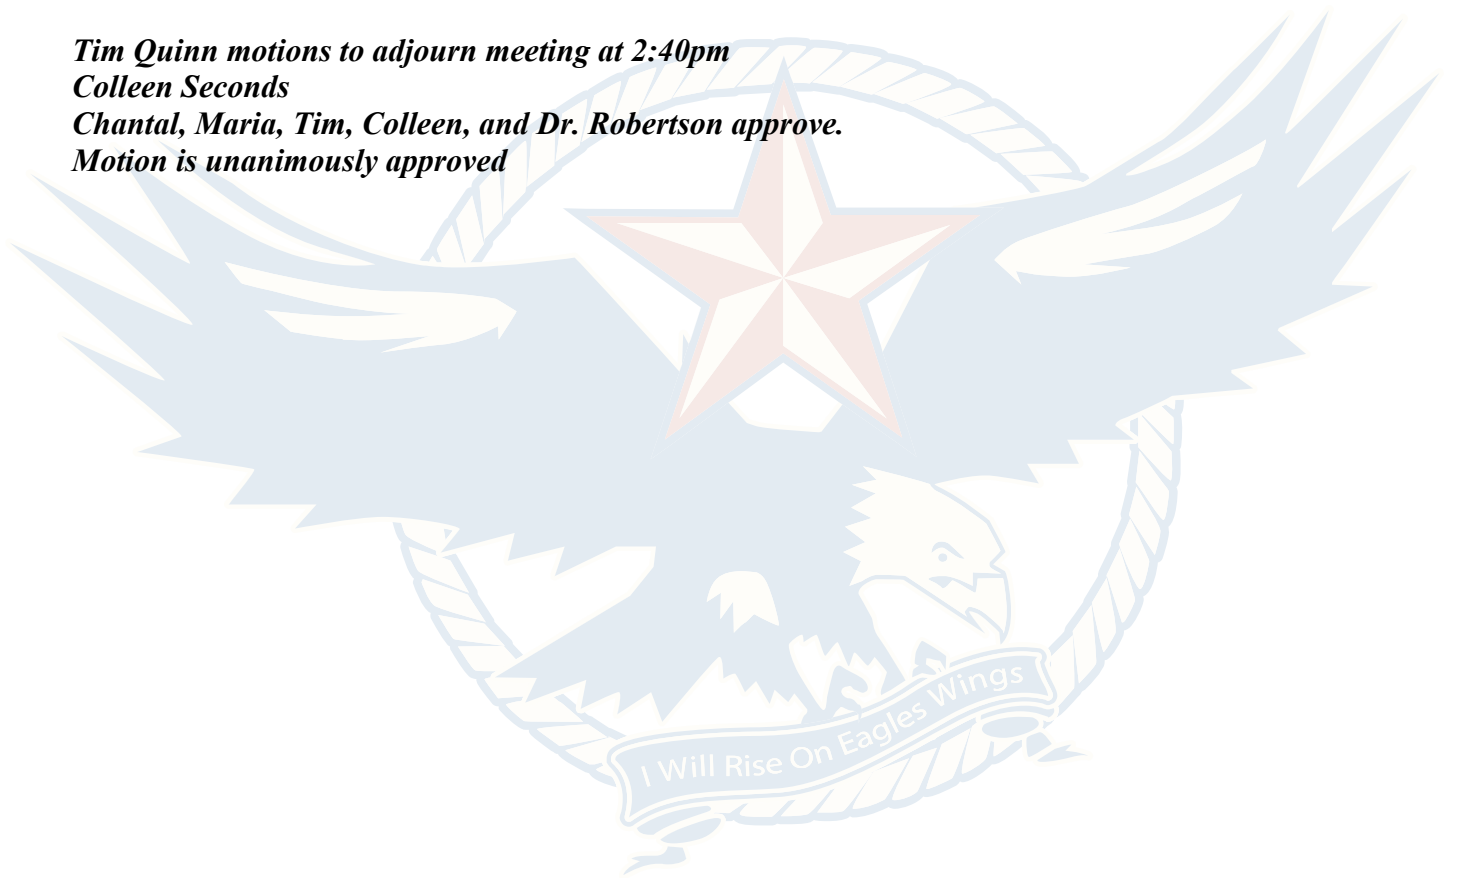 Tim Quinn motions to adjourn meeting at 2:40pm
Colleen Seconds
Chantal, Maria, Tim, Colleen, and Dr. Robertson approve.
Motion is unanimously approved
I Will Rise On Eagles Wings